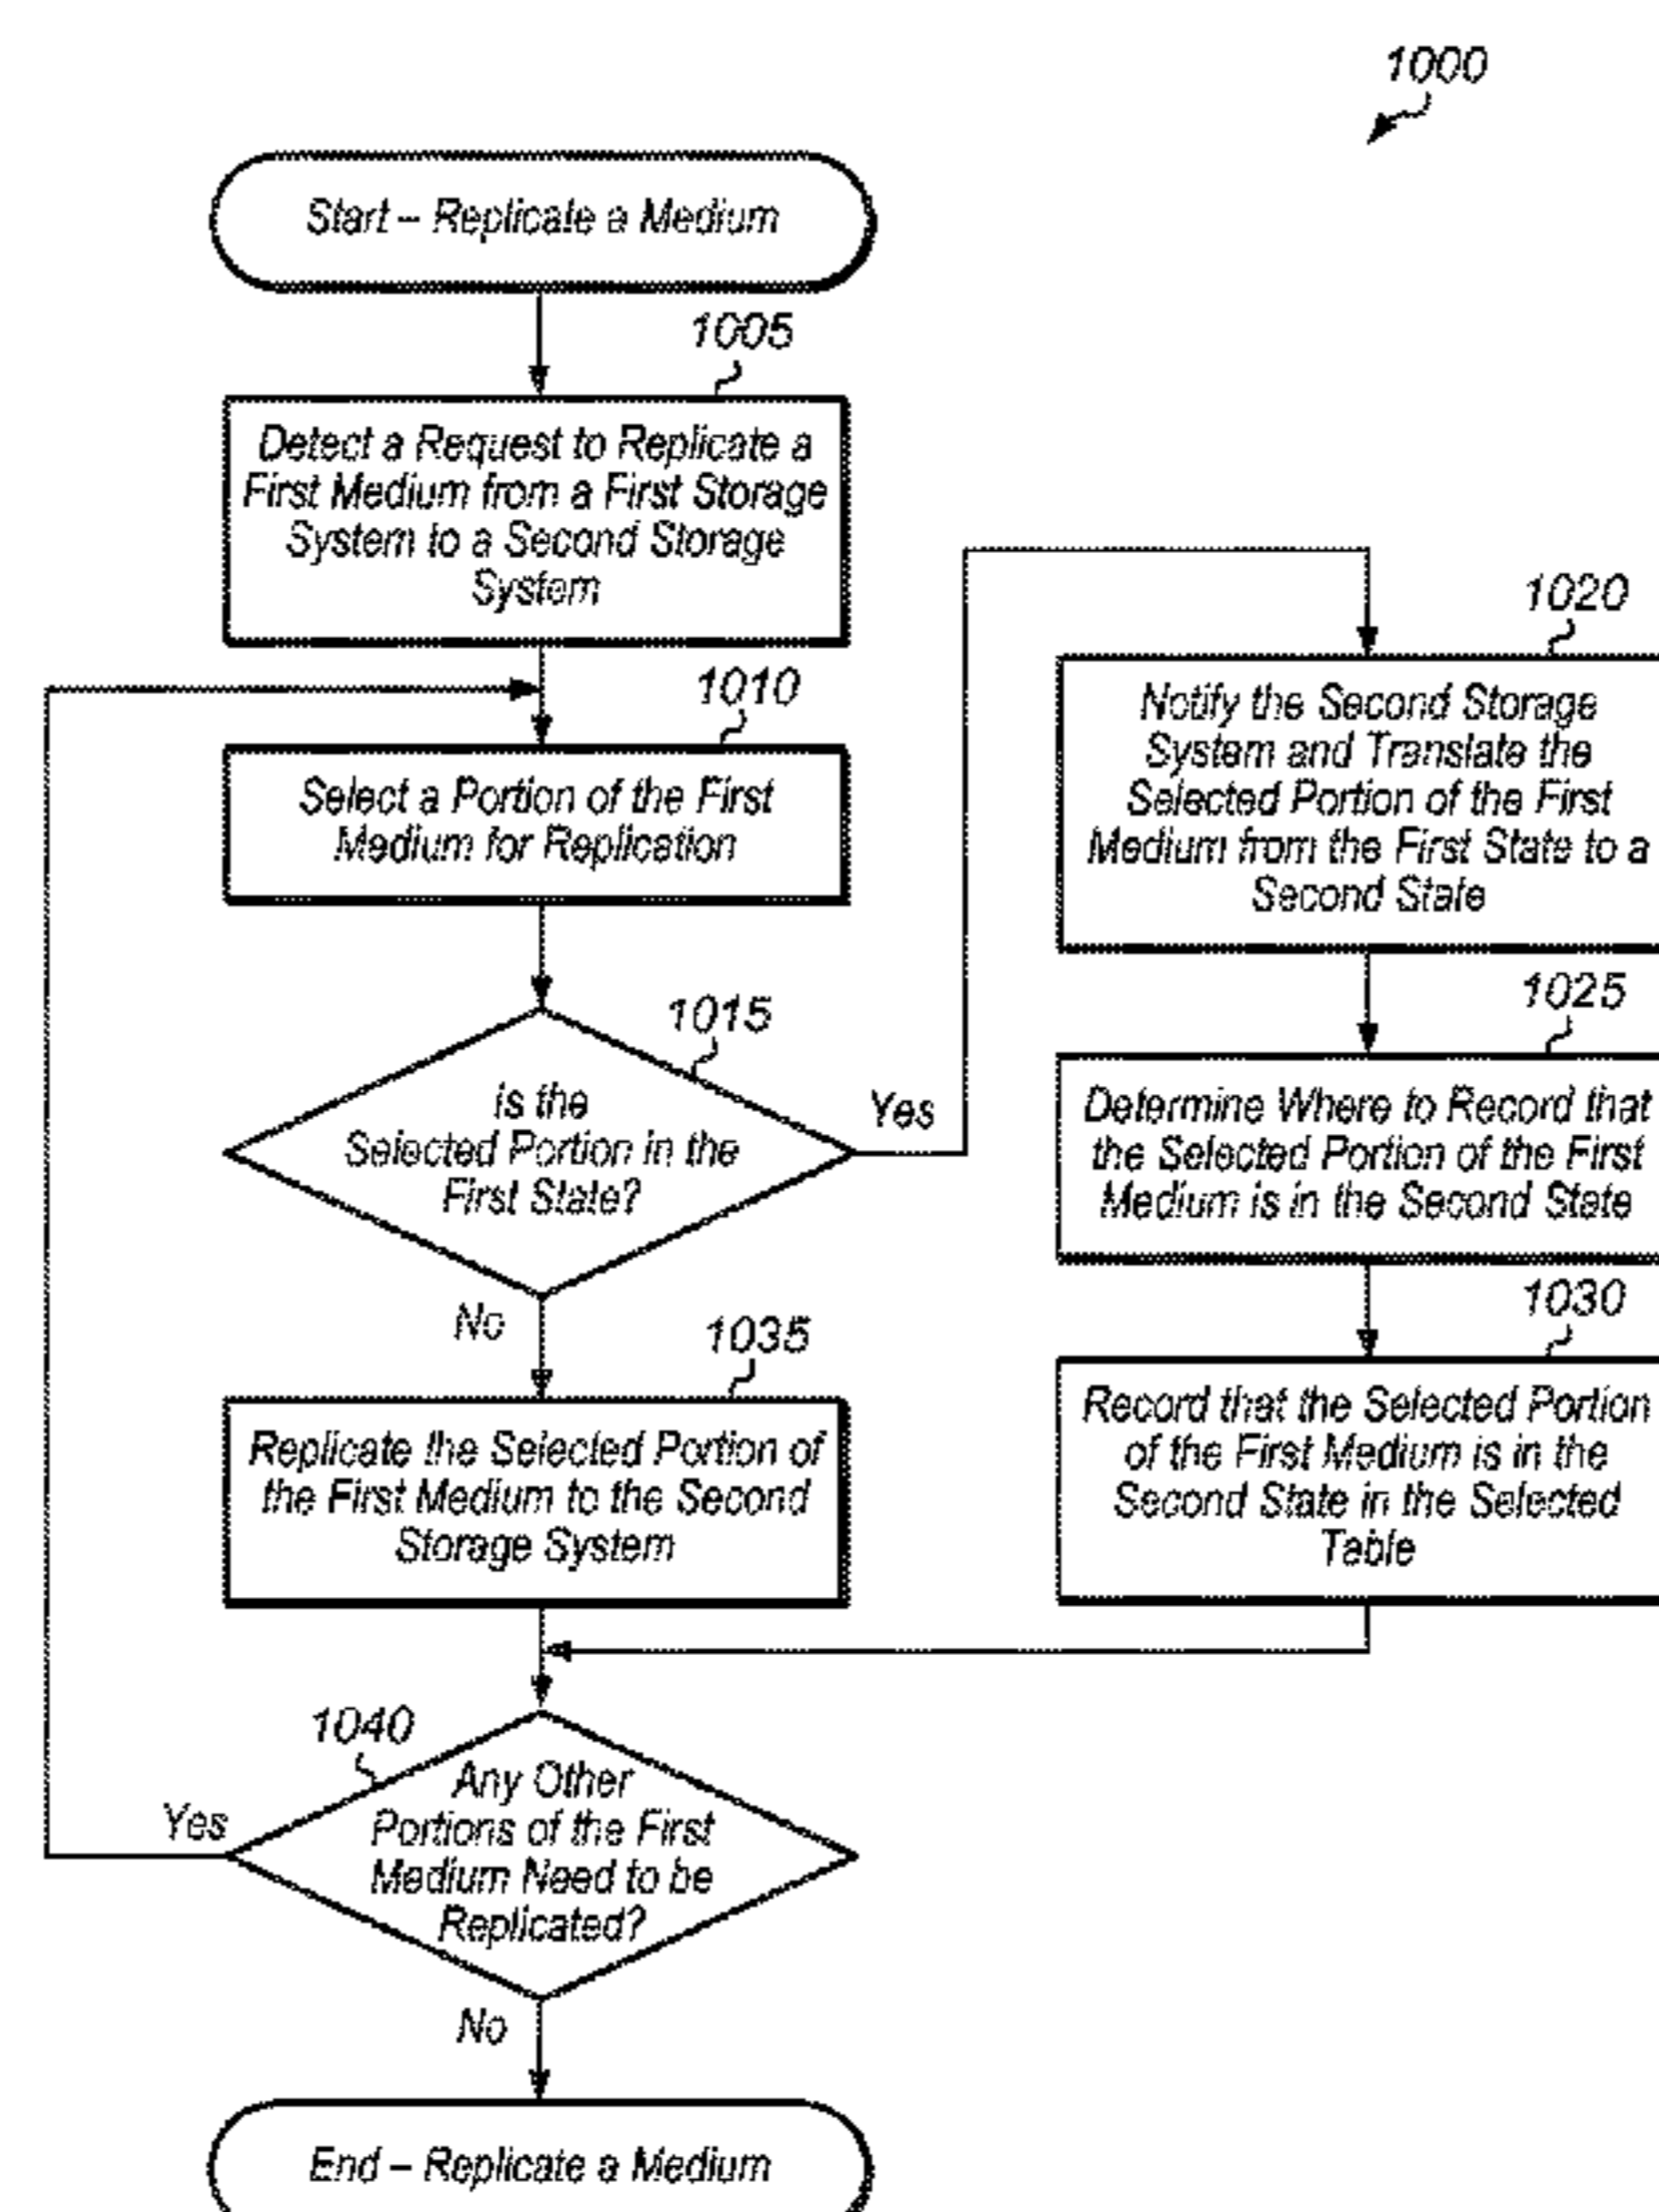 1000
Start – Replicate a Medium
1005
Detect a Request to Replicate a
First Medium from a First Storage
System to a Second Storage
System
1010
Select a Portion of the First
Medium for Replication
1015
Is the
Selected Portion in the
First State?
Yes
No
1020
Notify the Second Storage
System and Translate the
Selected Portion of the First
Medium from the First State to a
Second State
1025
Determine Where to Record that
the Selected Portion of the First
Medium is in the Second State
1030
Record that the Selected Portion
of the First Medium is in the
Second State in the Selected
Table
1035
Replicate the Selected Portion of
the First Medium to the Second
Storage System
1040
Any Other
Portions of the First
Medium Need to be
Replicated?
Yes
No
End – Replicate a Medium